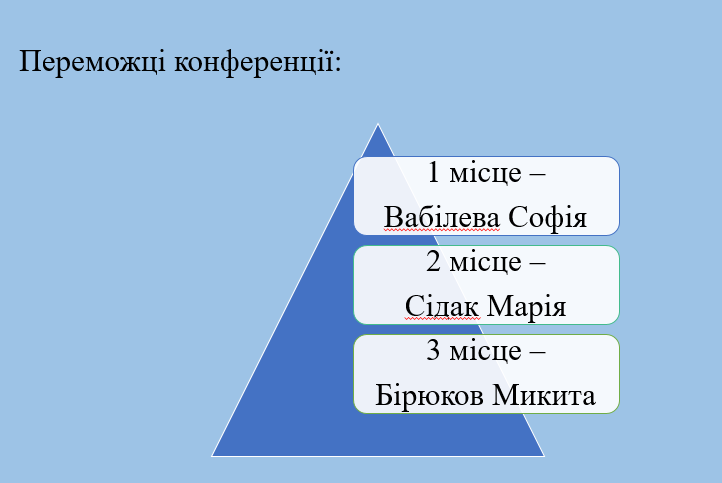 Переможці конференції:
1 місце –
Вабілева Софія
2 місце –
Сідак Марія
3 місце –
Бірюков Микита